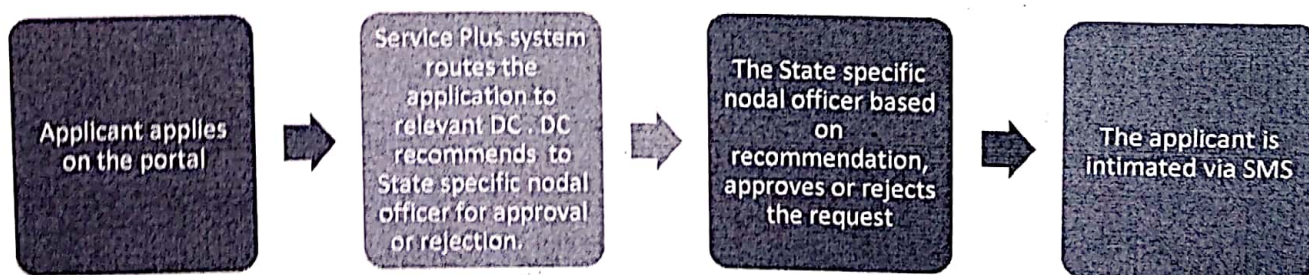 Applicant applies
on the portal
Service Plus system
routes the
application to
relevant DC . DC
recommends to
State specific nodal
officer for approval
or rejection.
The State specific
nodal officer based
on
recommendation,
approves or rejects
the request
The applicant is
intimated via SMS